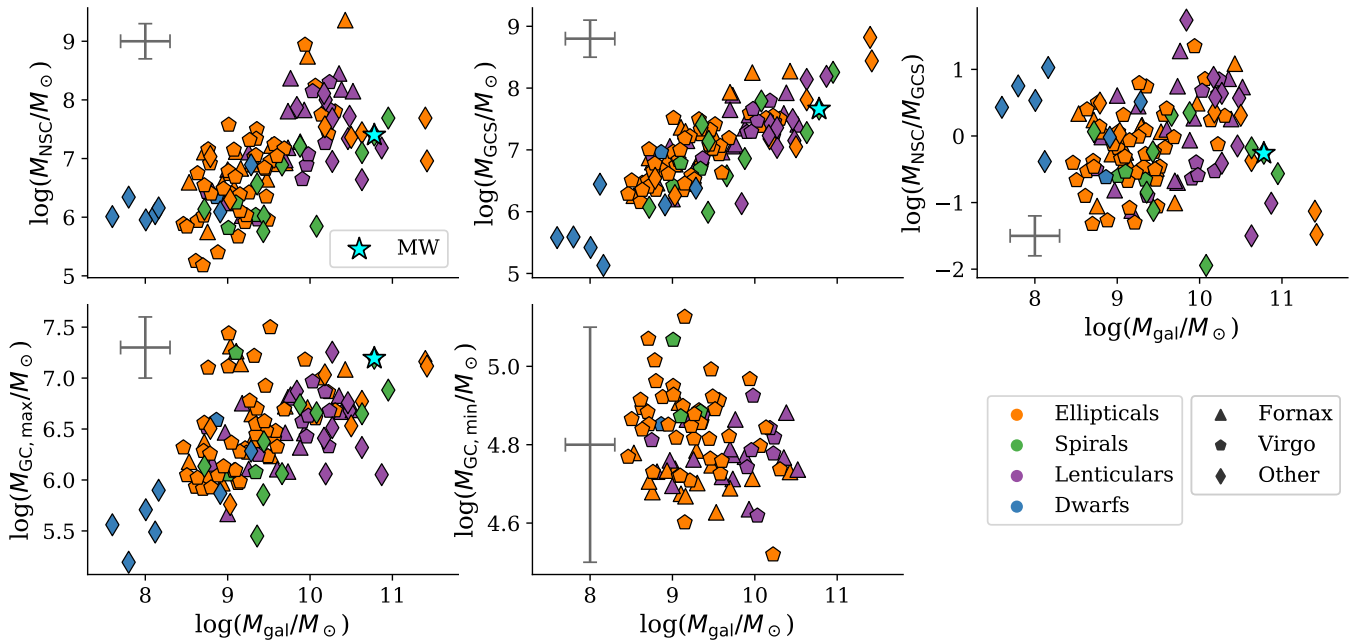 log(M_NSC/M_⊙)
9
8
7
6
5
MW
log(M_GCS/M_⊙)
9
8
7
6
5
log(M_NSC/M_GCS)
1
0
−1
−2
8 9 10 11
log(M_gal/M_⊙)
log(M_GC,max/M_⊙)
7.5
7.0
6.5
6.0
5.5
8 9 10 11
log(M_gal/M_⊙)
log(M_GC,min/M_⊙)
5.0
4.8
4.6
8 9 10 11
log(M_gal/M_⊙)
Ellipticals
Spirals
Lenticulars
Dwarfs
Fornax
Virgo
Other